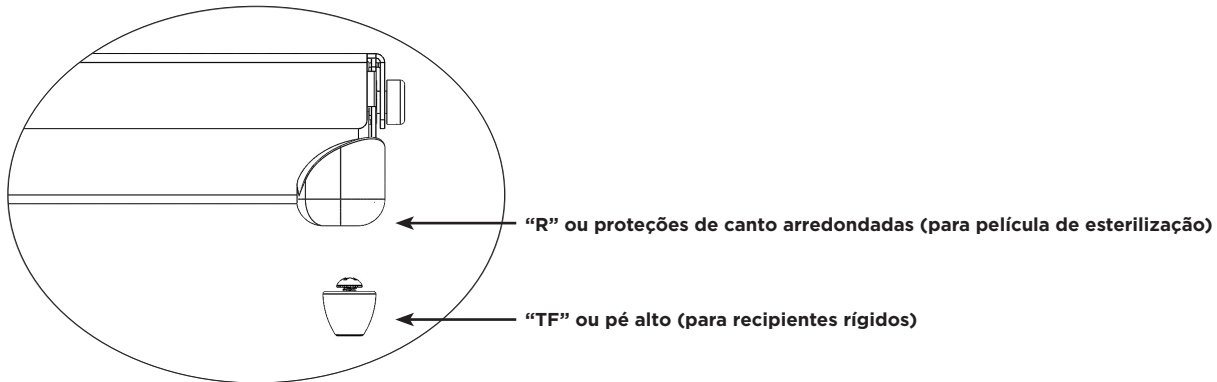 “R” ou proteções de canto arredondadas (para película de esterilização)
“TF” ou pé alto (para recipientes rígidos)